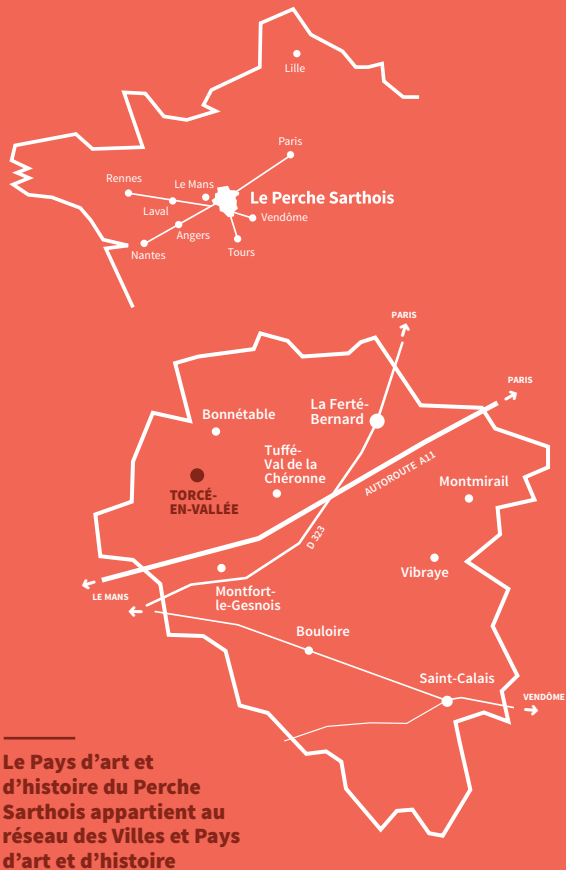 Lille
Paris
Rennes
Le Mans
Le Perche Sarthois
Laval
Vendôme
Angers
Nantes
Tours
PARIS
PARIS
La Ferté-
Bernard
Bonnétable
Tuffé-
Val de la
Chéronne
AUTOROUTE A11
Montmirail
TORCÉ-
EN-VALLÉE
D 323
Vibraye
LE MANS
Montfort-
le-Gesnois
Bouloire
Saint-Calais
VENDÔME
Le Pays d’art et
d’histoire du Perche
Sarthois appartient au
réseau des Villes et Pays
d’art et d’histoire